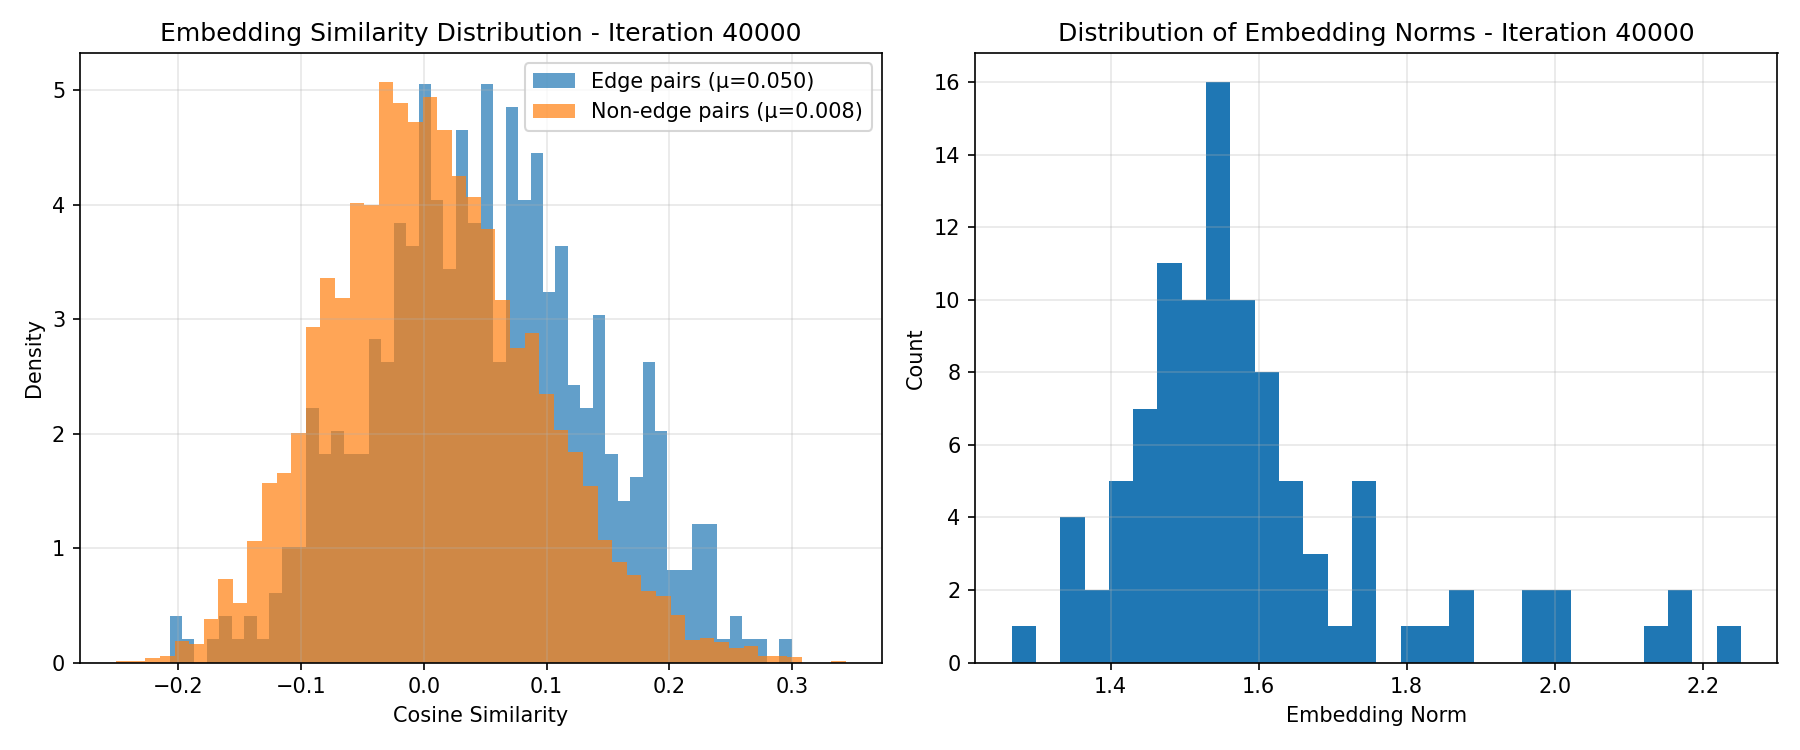 Embedding Similarity Distribution - Iteration 40000
Edge pairs (μ=0.050)
Non-edge pairs (μ=0.008)
5
4
3
2
1
0
Density
−0.2 −0.1 0.0 0.1 0.2 0.3
Cosine Similarity
Distribution of Embedding Norms - Iteration 40000
16
14
12
10
8
6
4
2
0
Count
1.4 1.6 1.8 2.0 2.2
Embedding Norm